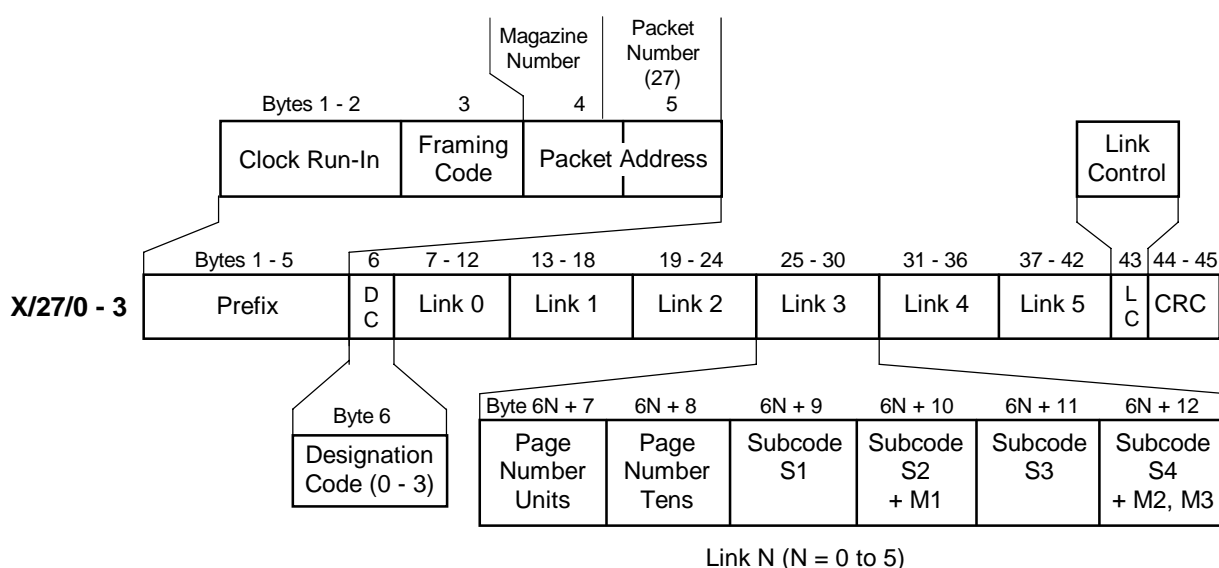 Magazine Number
Packet Number (27)
Bytes 1 - 2
3
4
5
Clock Run-In
Framing Code
Packet Address
Link Control
Bytes 1 - 5
6
7 - 12
13 - 18
19 - 24
25 - 30
31 - 36
37 - 42
43
44 - 45
X/27/0 - 3
Prefix
D C
Link 0
Link 1
Link 2
Link 3
Link 4
Link 5
L C
CRC
Byte 6
Designation Code (0 - 3)
Byte 6N + 7
6N + 8
6N + 9
6N + 10
6N + 11
6N + 12
Page Number Units
Page Number Tens
Subcode S1
Subcode S2 + M1
Subcode S3
Subcode S4 + M2, M3
Link N (N = 0 to 5)